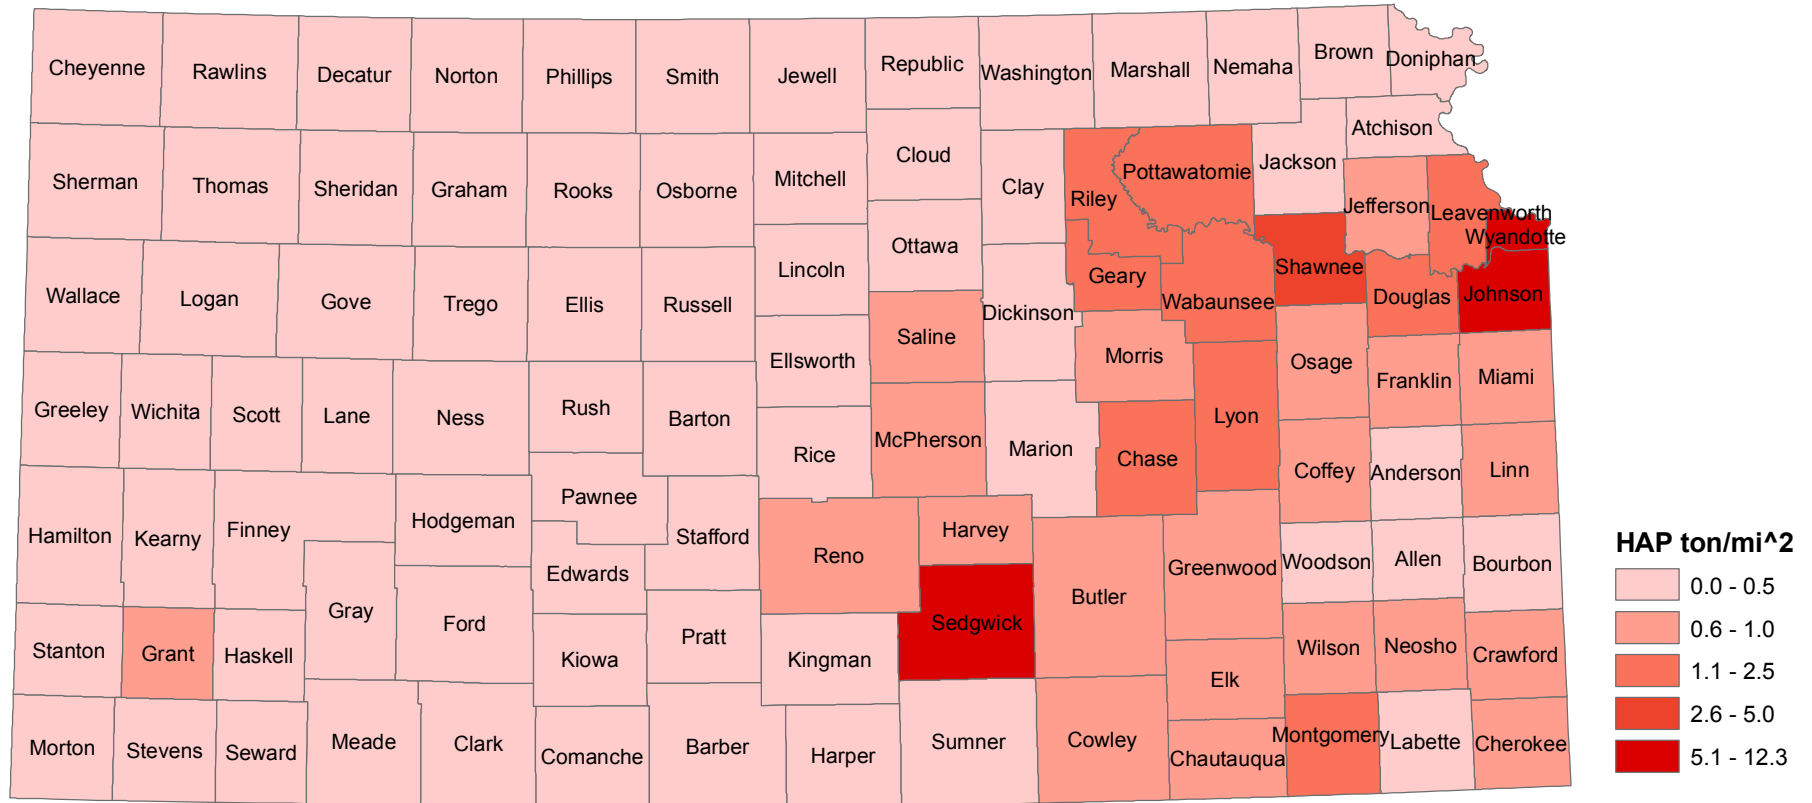 Cheyenne
Rawlins
Decatur
Norton
Phillips
Smith
Jewell
Republic
Washington
Marshall
Nemaha
Brown
Doniphan
Sherman
Thomas
Sheridan
Graham
Rooks
Osborne
Mitchell
Cloud
Clay
Riley
Pottawatomie
Jackson
Atchison
Jefferson
Leavenworth
Wyandotte
Wallace
Logan
Gove
Trego
Ellis
Russell
Lincoln
Ottawa
Dickinson
Geary
Wabaunsee
Shawnee
Douglas
Johnson
Ellsworth
Saline
Morris
Osage
Franklin
Miami
Greeley
Wichita
Scott
Lane
Ness
Rush
Barton
Rice
McPherson
Marion
Chase
Lyon
Coffey
Anderson
Linn
Hamilton
Kearny
Finney
Hodgeman
Pawnee
Stafford
Edwards
Reno
Harvey
Butler
Greenwood
Woodson
Allen
Bourbon
Stanton
Grant
Haskell
Gray
Ford
Kiowa
Pratt
Kingman
Sedgwick
Elk
Wilson
Neosho
Crawford
Morton
Stevens
Seward
Meade
Clark
Comanche
Barber
Harper
Sumner
Cowley
Chautauqua
Montgomery
Labette
Cherokee
HAP ton/mi^2
0.0 - 0.5
0.6 - 1.0
1.1 - 2.5
2.6 - 5.0
5.1 - 12.3